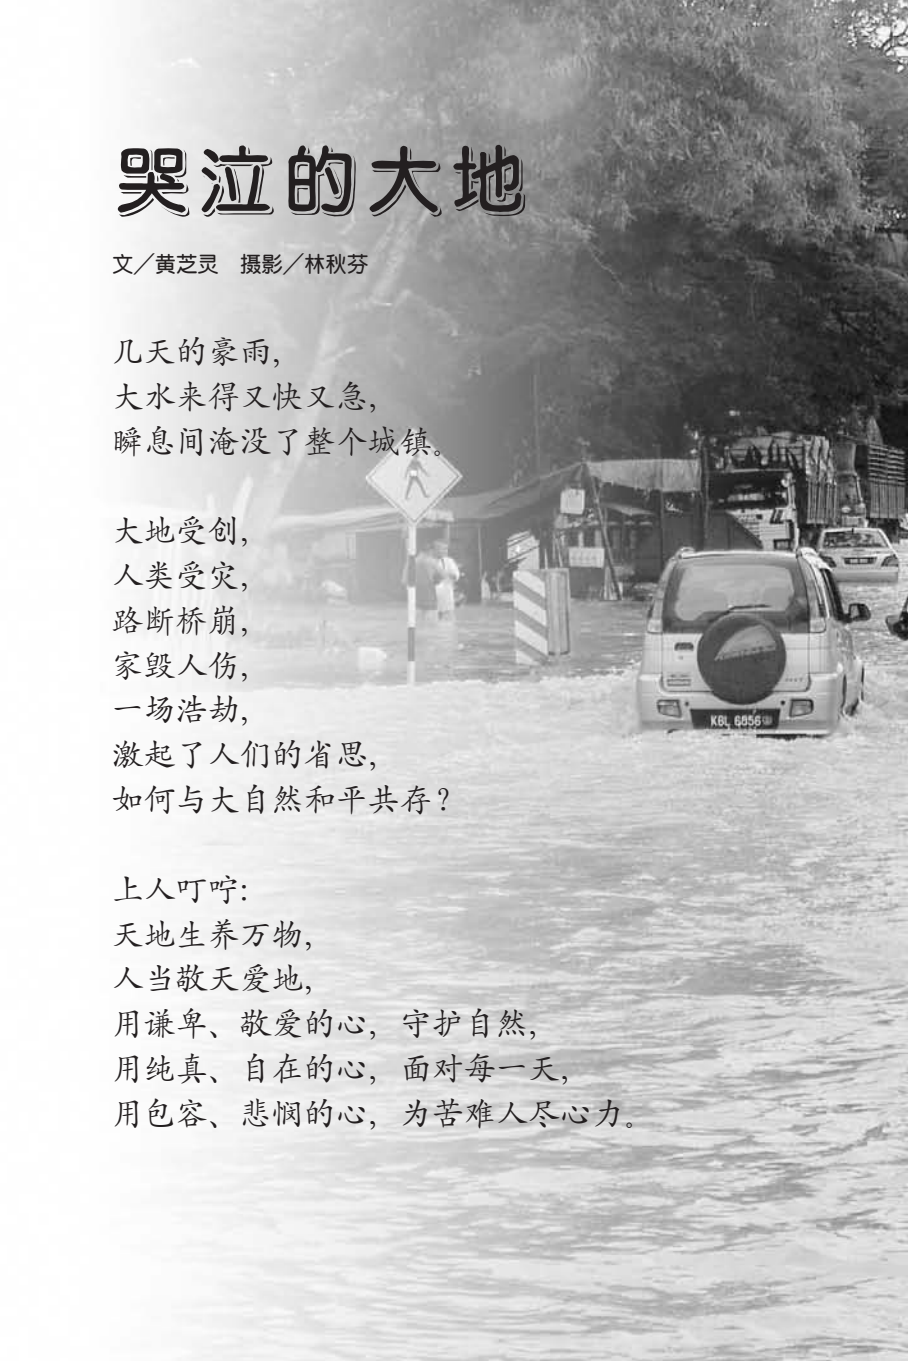 哭泣的大地
文／黄芝灵　摄影／林秋芬
几天的豪雨，
大水来得又快又急，
瞬息间淹没了整个城镇。
大地受创，
人类受灾，
路断桥崩，
家毁人伤，
一场浩劫，
激起了人们的省思，
如何与大自然和平共存？
上人叮咛：
天地生养万物，
人当敬天爱地，
用谦卑、敬爱的心，守护自然，
用纯真、自在的心，面对每一天，
用包容、悲悯的心，为苦难人尽心力。
KBL 6856